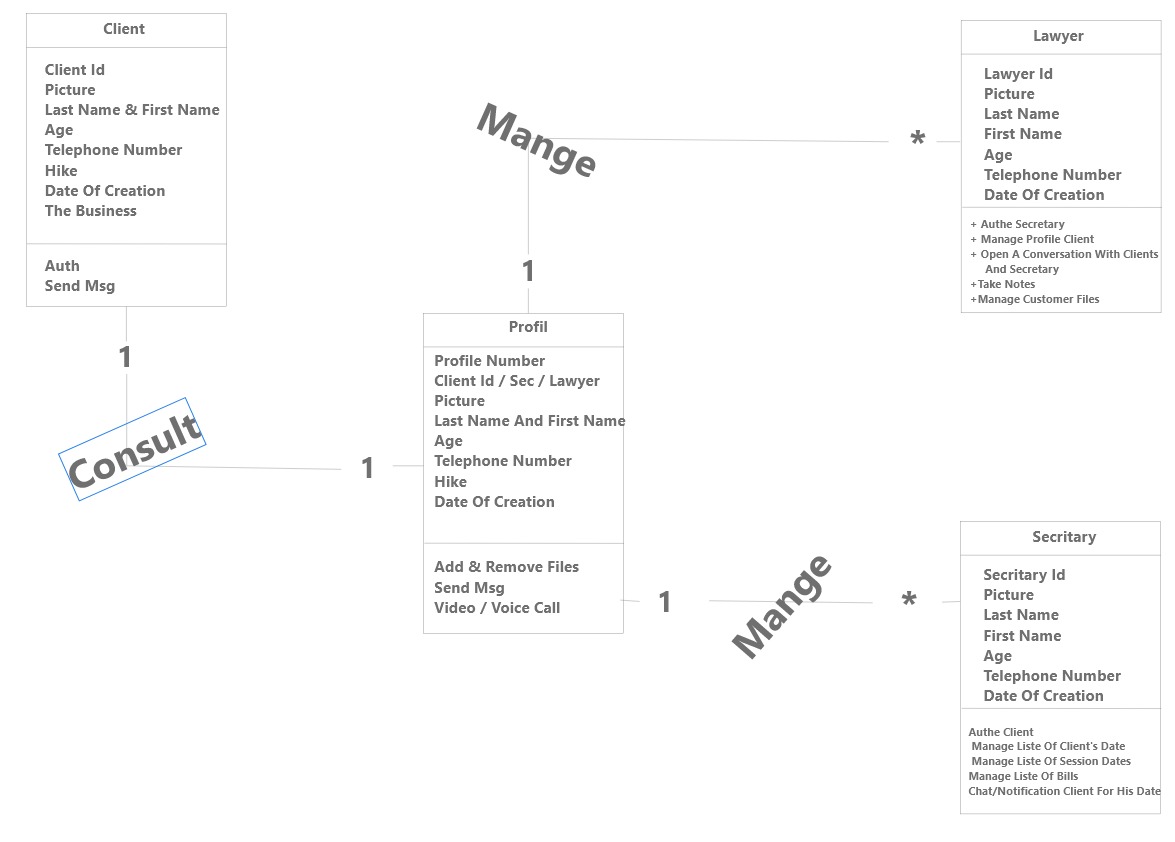 Client
Client Id
Picture
Last Name & First Name
Age
Telephone Number
Hike
Date Of Creation
The Business
Auth
Send Msg
1
Consult
1
Mange
*
1
Lawyer
Lawyer Id
Picture
Last Name
First Name
Age
Telephone Number
Date Of Creation
+ Authe Secretary
+ Manage Profile Client
+ Open A Conversation With Clients
And Secretary
+Take Notes
+Manage Customer Files
Profil
Profile Number
Client Id / Sec / Lawyer
Picture
Last Name And First Name
Age
Telephone Number
Hike
Date Of Creation
Add & Remove Files
Send Msg
Video / Voice Call
1
Mange
*
Secritary
Secritary Id
Picture
Last Name
First Name
Age
Telephone Number
Date Of Creation
Authe Client
Manage Liste Of Client's Date
Manage Liste Of Session Dates
Manage Liste Of Bills
Chat/Notification Client For His Date